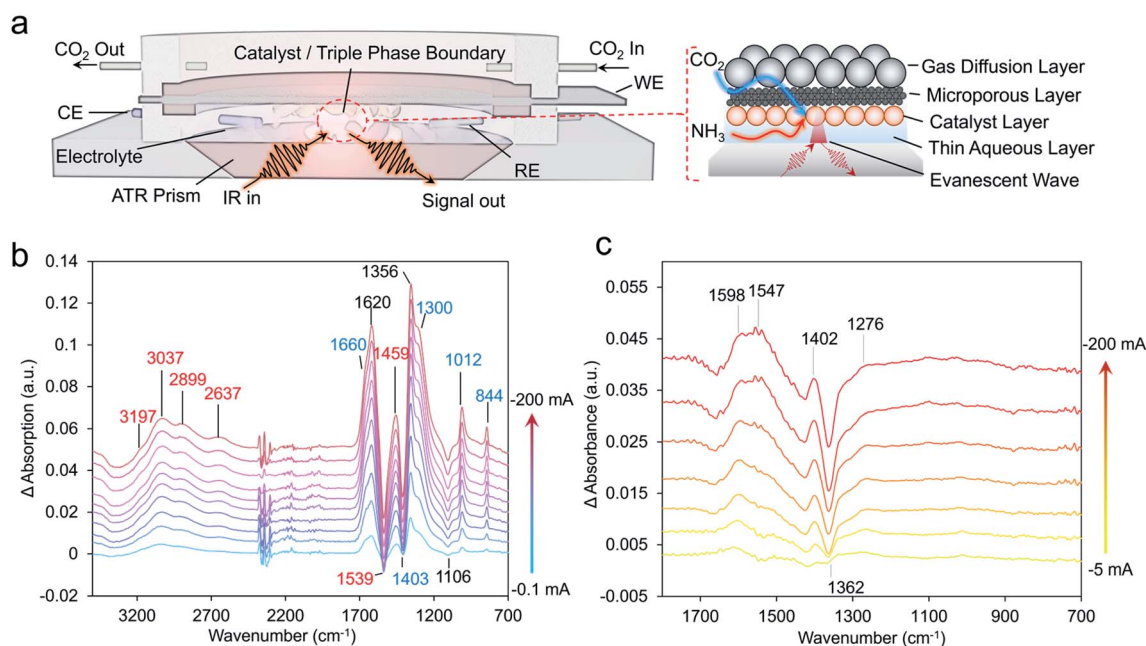 a
CO2 Out
Catalyst / Triple Phase Boundary
CO2 In
WE
CE
Electrolyte
RE
ATR Prism
IR in
Signal out
CO2
NH3
Gas Diffusion Layer
Microporous Layer
Catalyst Layer
Thin Aqueous Layer
Evanescent Wave
b
Δ Absorption (a.u.)
0.14
0.12
0.1
0.08
0.06
0.04
0.02
0
-0.02
3200
2700
2200
1700
1200
700
Wavenumber (cm-1)
3197
3037
2899
2637
1660
1620
1356
1459
1300
1012
844
1539
1403
1106
-200 mA
-0.1 mA
c
Δ Absorbance (a.u.)
0.055
0.045
0.035
0.025
0.015
0.005
-0.005
1700
1500
1300
1100
900
700
Wavenumber (cm-1)
1598
1547
1402
1276
1362
-200 mA
-5 mA